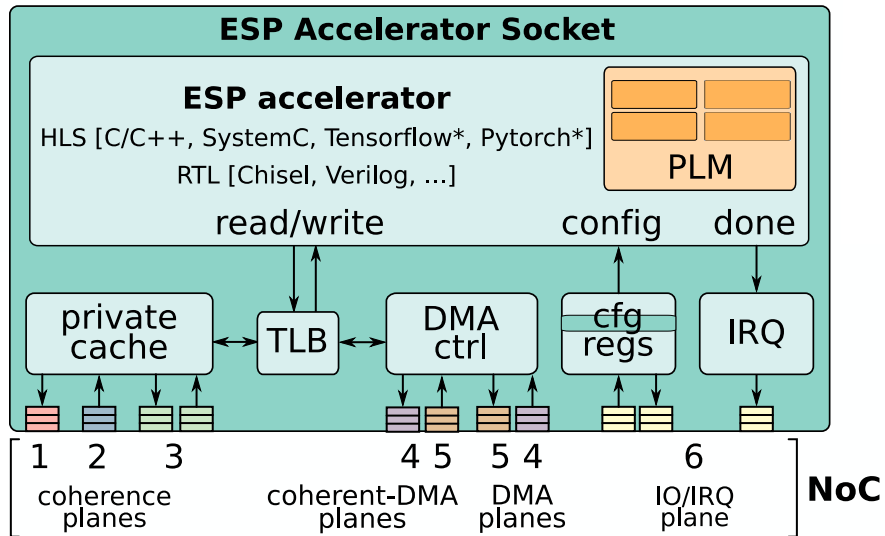 ESP Accelerator Socket
ESP accelerator
HLS [C/C++, SystemC, Tensorflow*, Pytorch*]
RTL [Chisel, Verilog, ...]
PLM
read/write
config
done
private
cache
TLB
DMA
ctrl
cfg
regs
IRQ
1
2
3
4
5
5
4
6
coherence
planes
coherent-DMA
planes
DMA
planes
IO/IRQ
plane
NoC